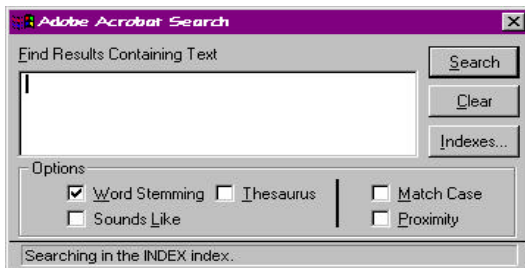 Adobe Acrobat Search
Find Results Containing Text
Search
Clear
Indexes...
Options
Word Stemming Thesaurus Match Case
Sounds Like Proximity
Searching in the INDEX index.